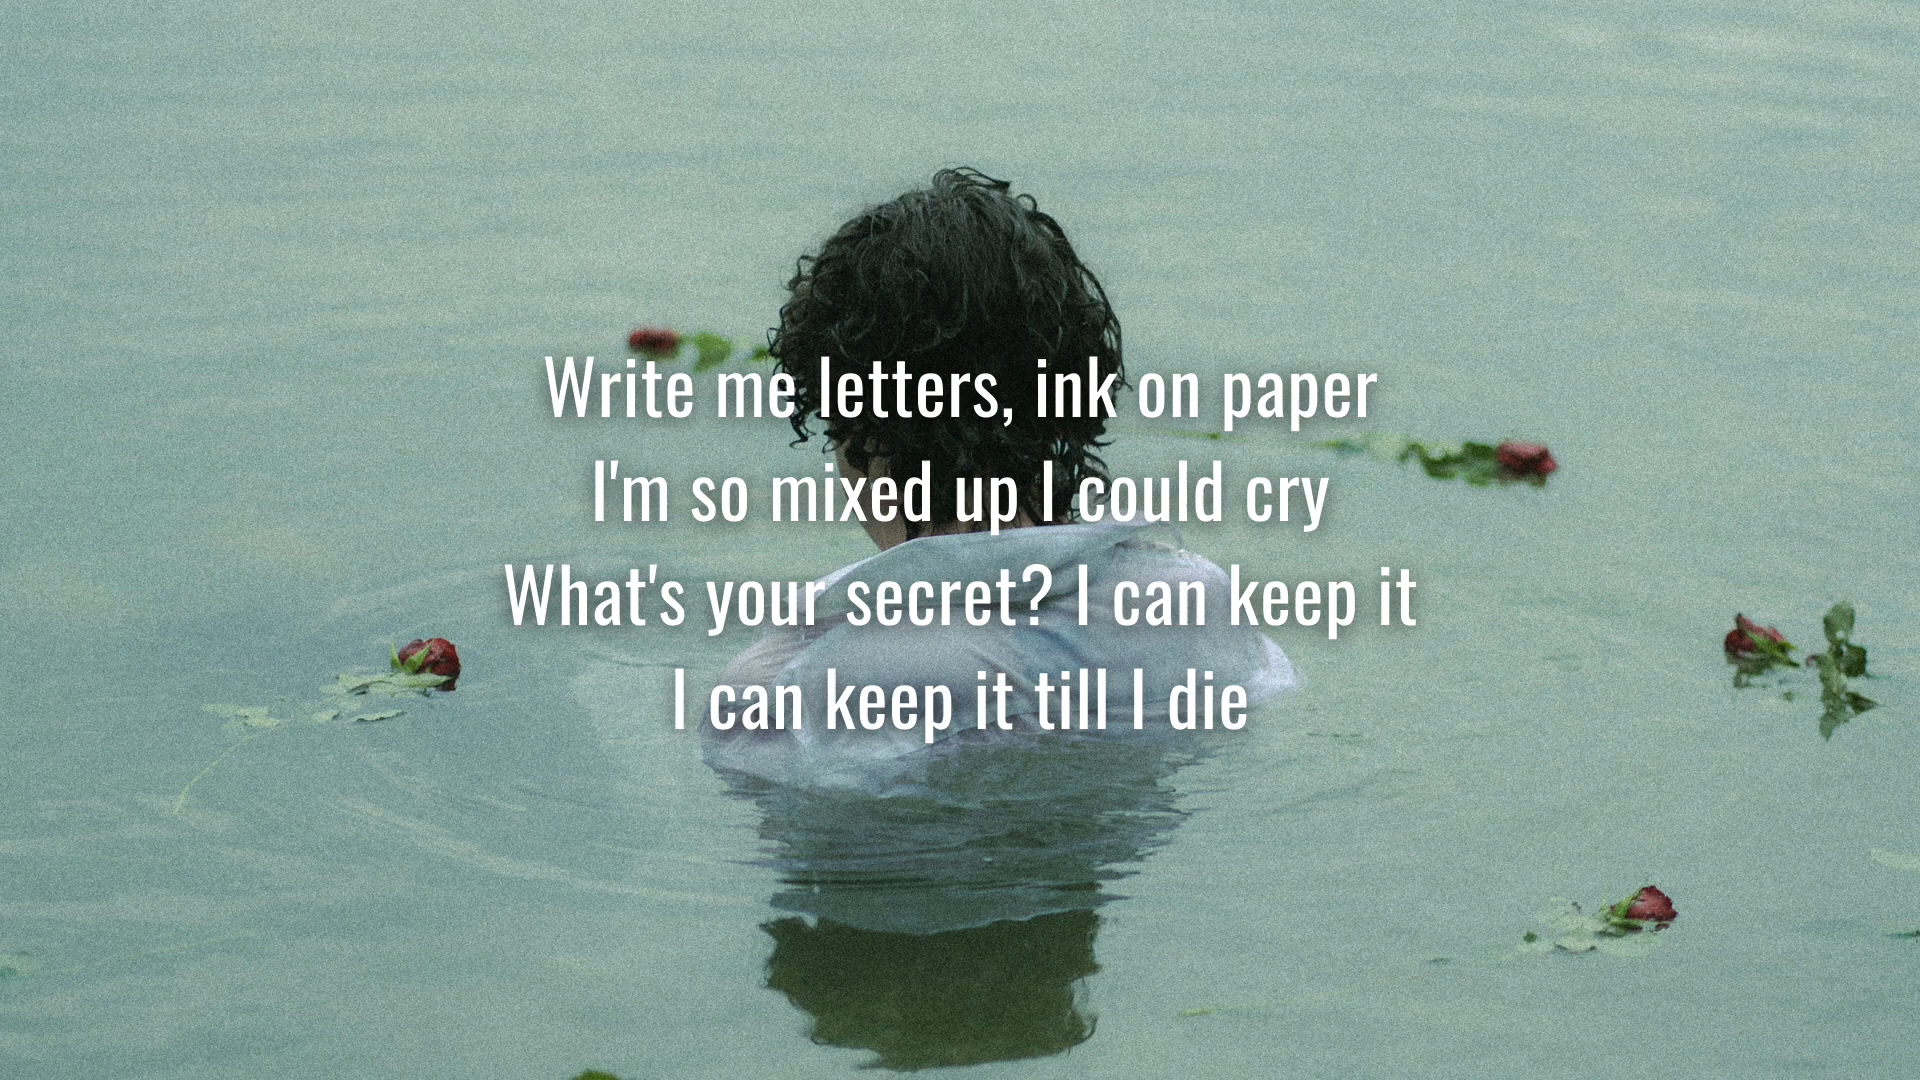 Write me letters, ink on paper
I'm so mixed up I could cry
What's your secret? I can keep it
I can keep it till I die